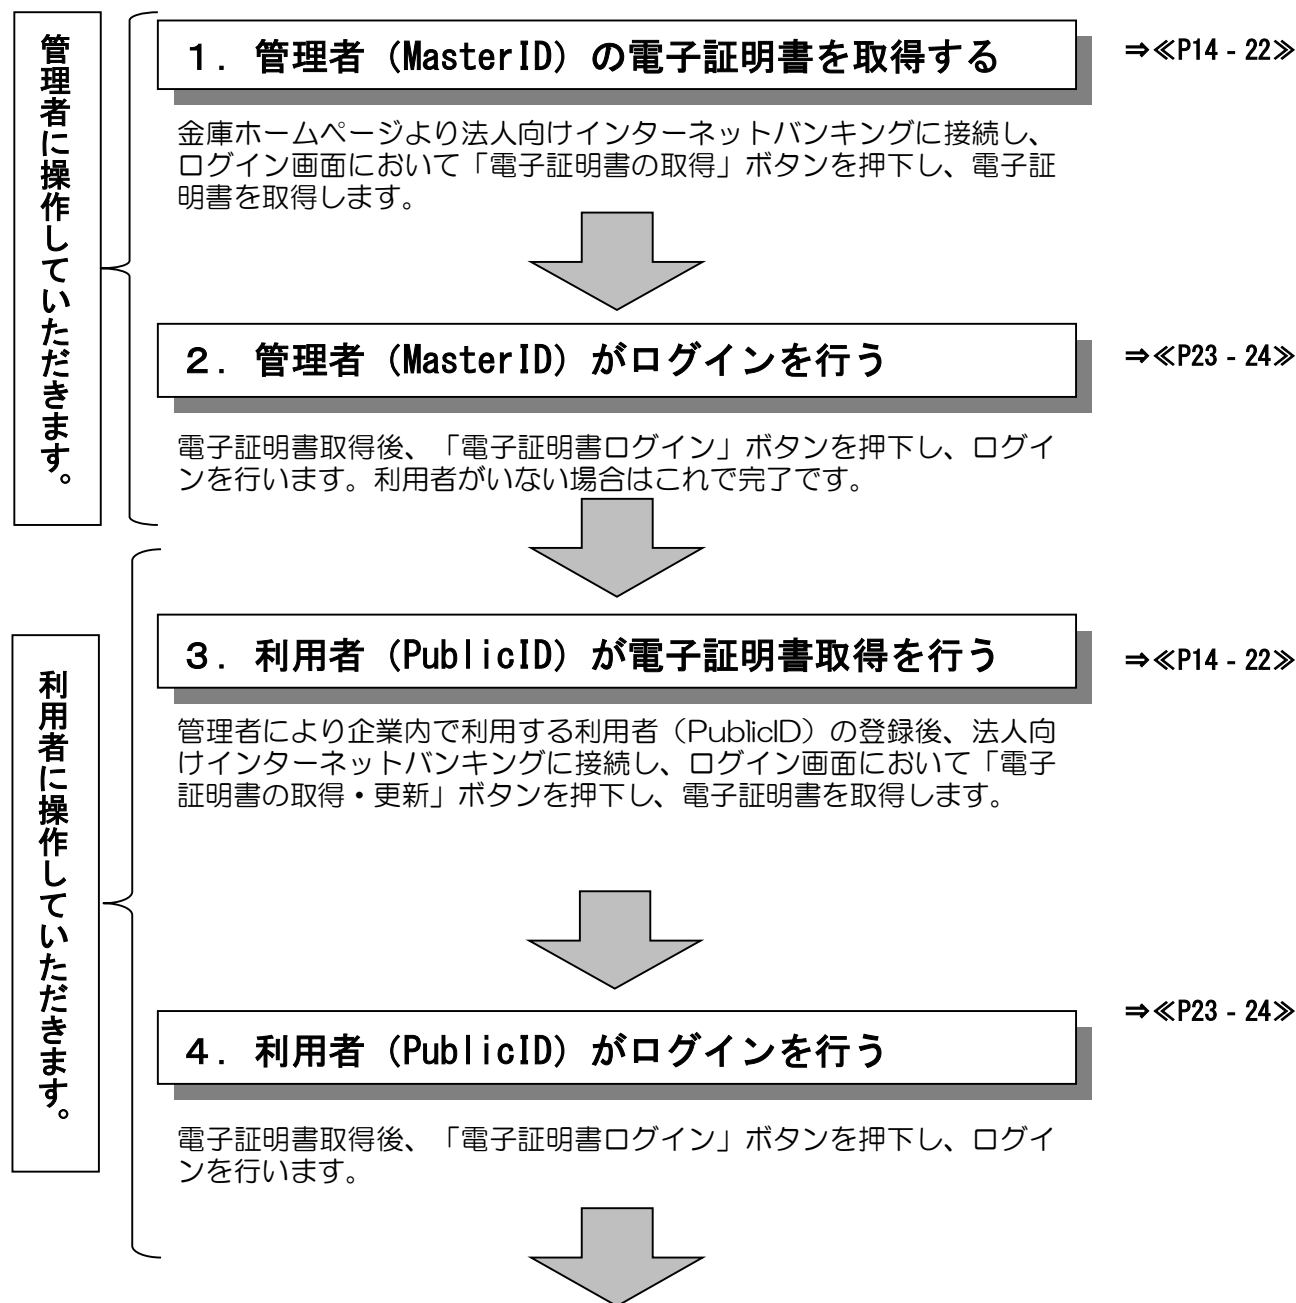 管理者に操作していただきます。
１．管理者（MasterID）の電子証明書を取得する
⇒≪P14 - 22≫
金庫ホームページより法人向けインターネットバンキングに接続し、
ログイン画面において「電子証明書の取得」ボタンを押下し、電子証
明書を取得します。
２．管理者（MasterID）がログインを行う
⇒≪P23 - 24≫
電子証明書取得後、「電子証明書ログイン」ボタンを押下し、ログイ
ンを行います。利用者がいない場合はこれで完了です。
利用者に操作していただきます。
３．利用者（PublicID）が電子証明書取得を行う
⇒≪P14 - 22≫
管理者により企業内で利用する利用者（PublicID）の登録後、法人向
けインターネットバンキングに接続し、ログイン画面において「電子
証明書の取得・更新」ボタンを押下し、電子証明書を取得します。
４．利用者（PublicID）がログインを行う
⇒≪P23 - 24≫
電子証明書取得後、「電子証明書ログイン」ボタンを押下し、ログイ
ンを行います。